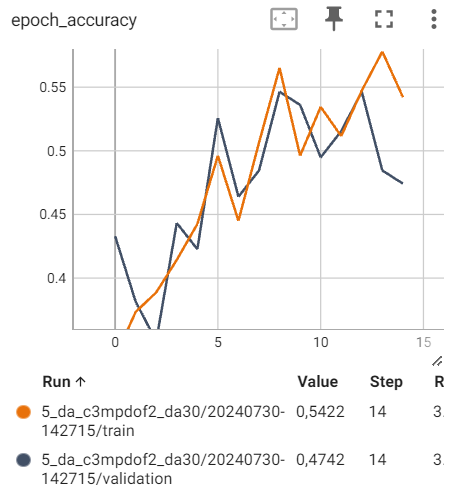 epoch_accuracy
0.55
0.5
0.45
0.4
0 5 10 15
Run Value Step R
5_da_c3mpdof2_da30/20240730- 0,5422 14 3.
142715/train
5_da_c3mpdof2_da30/20240730- 0,4742 14 3.
142715/validation